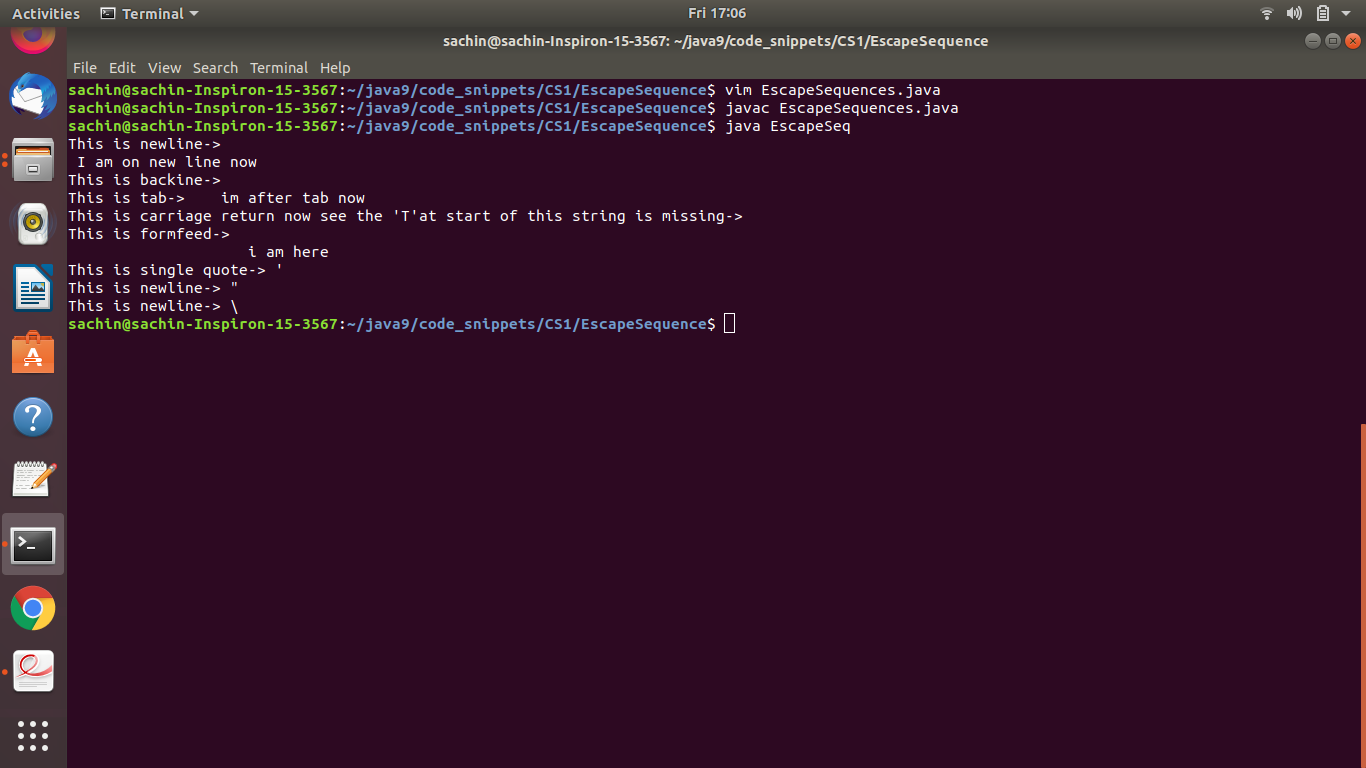 Activities Terminal Fri 17:06
sachin@sachin-Inspiron-15-3567: ~/java9/code_snippets/CS1/EscapeSequence
File Edit View Search Terminal Help
sachin@sachin-Inspiron-15-3567:~/java9/code_snippets/CS1/EscapeSequence$ vim EscapeSequences.java
sachin@sachin-Inspiron-15-3567:~/java9/code_snippets/CS1/EscapeSequence$ javac EscapeSequences.java
sachin@sachin-Inspiron-15-3567:~/java9/code_snippets/CS1/EscapeSequence$ java EscapeSeq
This is newline->
 I am on new line now
This is backine->
This is tab->    im after tab now
This is carriage return now see the 'T'at start of this string is missing->
This is formfeed->
                    i am here
This is single quote-> '
This is newline-> "
This is newline-> \
sachin@sachin-Inspiron-15-3567:~/java9/code_snippets/CS1/EscapeSequence$